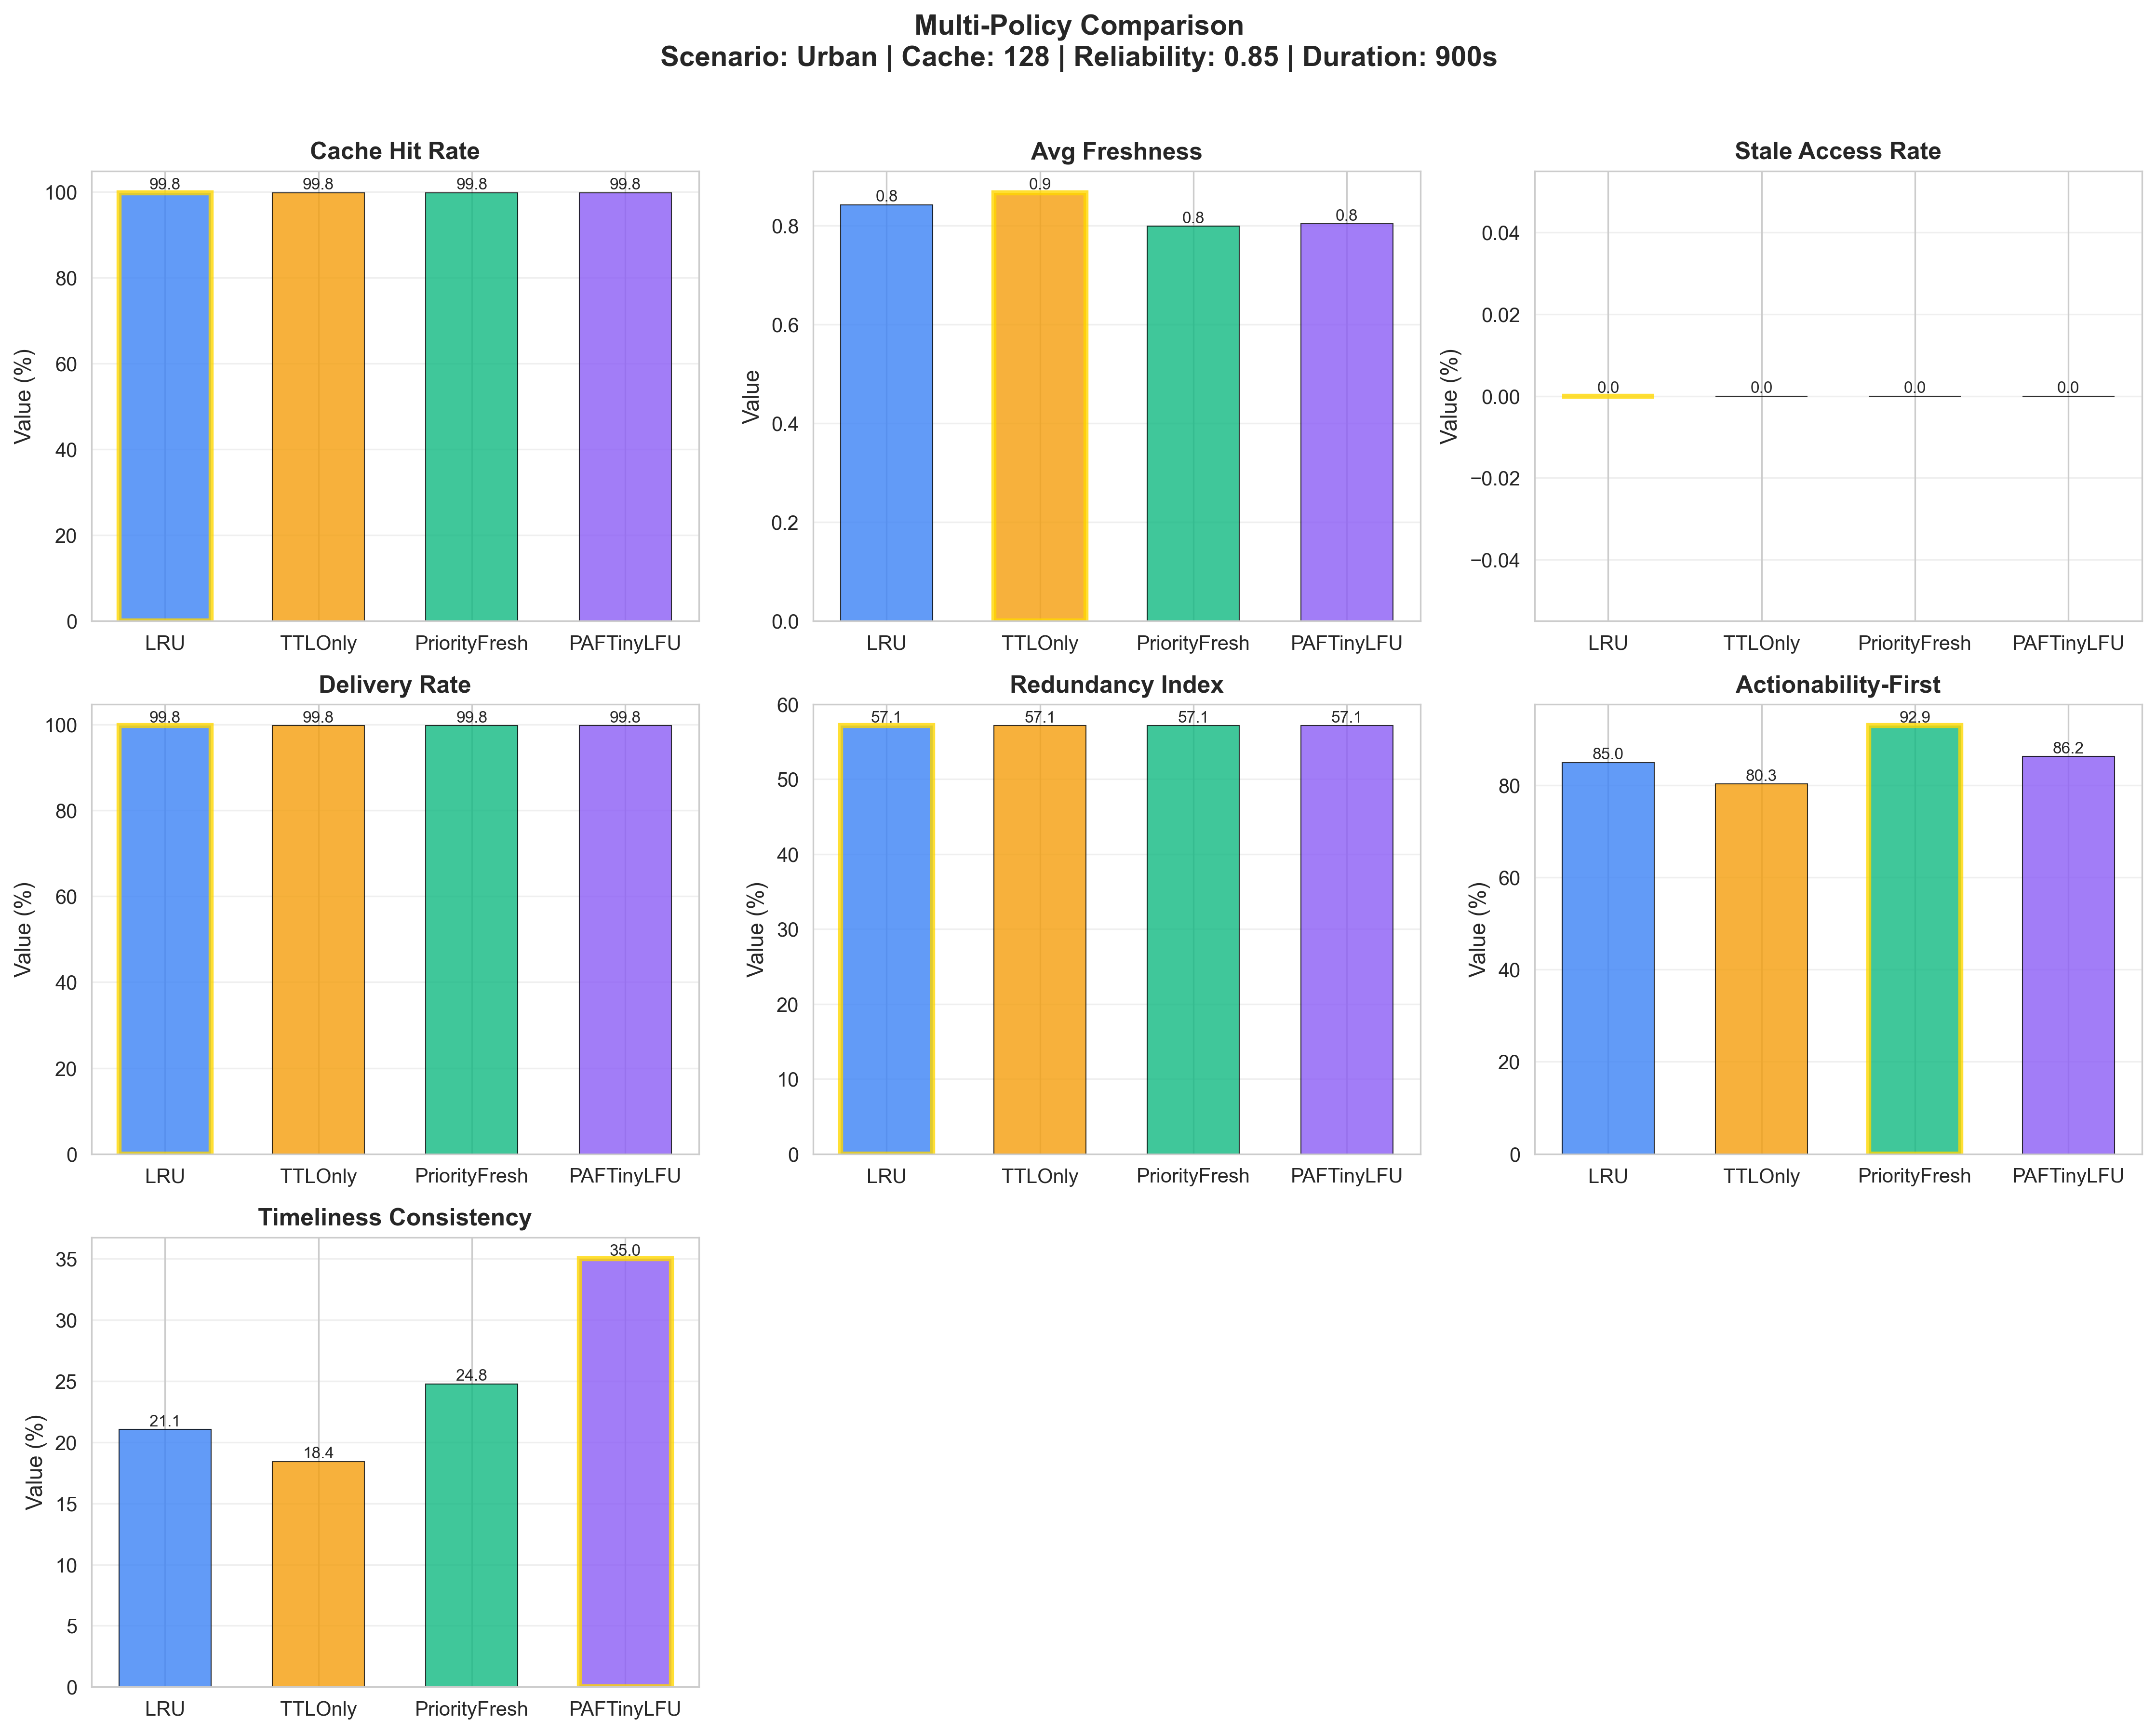 Multi-Policy Comparison
Scenario: Urban | Cache: 128 | Reliability: 0.85 | Duration: 900s
Cache Hit Rate
Value (%)
100
80
60
40
20
0
99.8
99.8
99.8
99.8
LRU
TTLOnly
PriorityFresh
PAFTinyLFU
Avg Freshness
Value
0.8
0.6
0.4
0.2
0.0
0.8
0.9
0.8
0.8
LRU
TTLOnly
PriorityFresh
PAFTinyLFU
Stale Access Rate
Value (%)
0.04
0.02
0.00
−0.02
−0.04
0.0
0.0
0.0
0.0
LRU
TTLOnly
PriorityFresh
PAFTinyLFU
Delivery Rate
Value (%)
100
80
60
40
20
0
99.8
99.8
99.8
99.8
LRU
TTLOnly
PriorityFresh
PAFTinyLFU
Redundancy Index
Value (%)
60
50
40
30
20
10
0
57.1
57.1
57.1
57.1
LRU
TTLOnly
PriorityFresh
PAFTinyLFU
Actionability-First
Value (%)
80
60
40
20
0
85.0
80.3
92.9
86.2
LRU
TTLOnly
PriorityFresh
PAFTinyLFU
Timeliness Consistency
Value (%)
35
30
25
20
15
10
5
0
21.1
18.4
24.8
35.0
LRU
TTLOnly
PriorityFresh
PAFTinyLFU